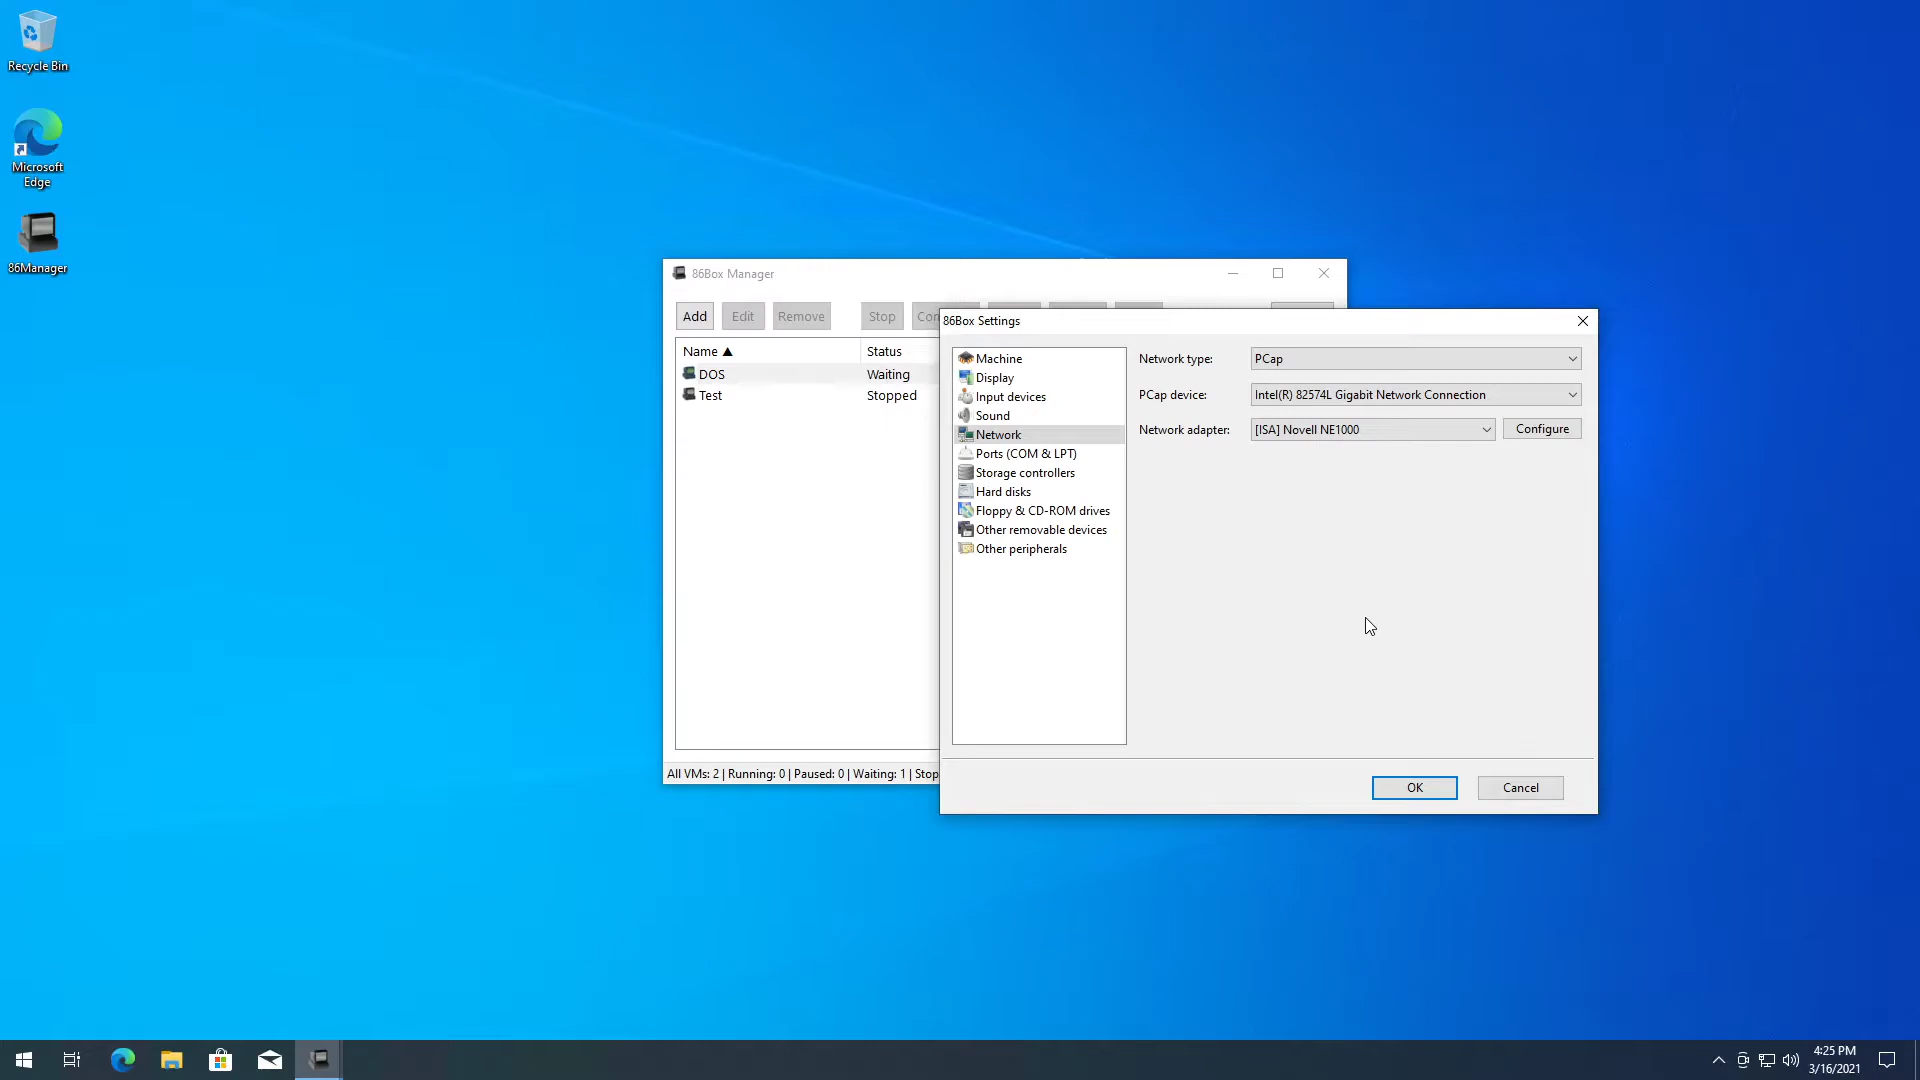 Recycle Bin
Microsoft
Edge
86Manager
86Box Manager
Add
Edit
Remove
Stop
Name
Status
DOS
Waiting
Test
Stopped
All VMs: 2 | Running: 0 | Paused: 0 | Waiting: 1 |
86Box Settings
Machine
Display
Input devices
Sound
Network
Ports (COM & LPT)
Storage controllers
Hard disks
Floppy & CD-ROM drives
Other removable devices
Other peripherals
Network type:
PCap
PCap device:
Intel(R) 82574L Gigabit Network Connection
Network adapter:
[ISA] Novell NE1000
Configure
OK
Cancel
4:25 PM
3/16/2021